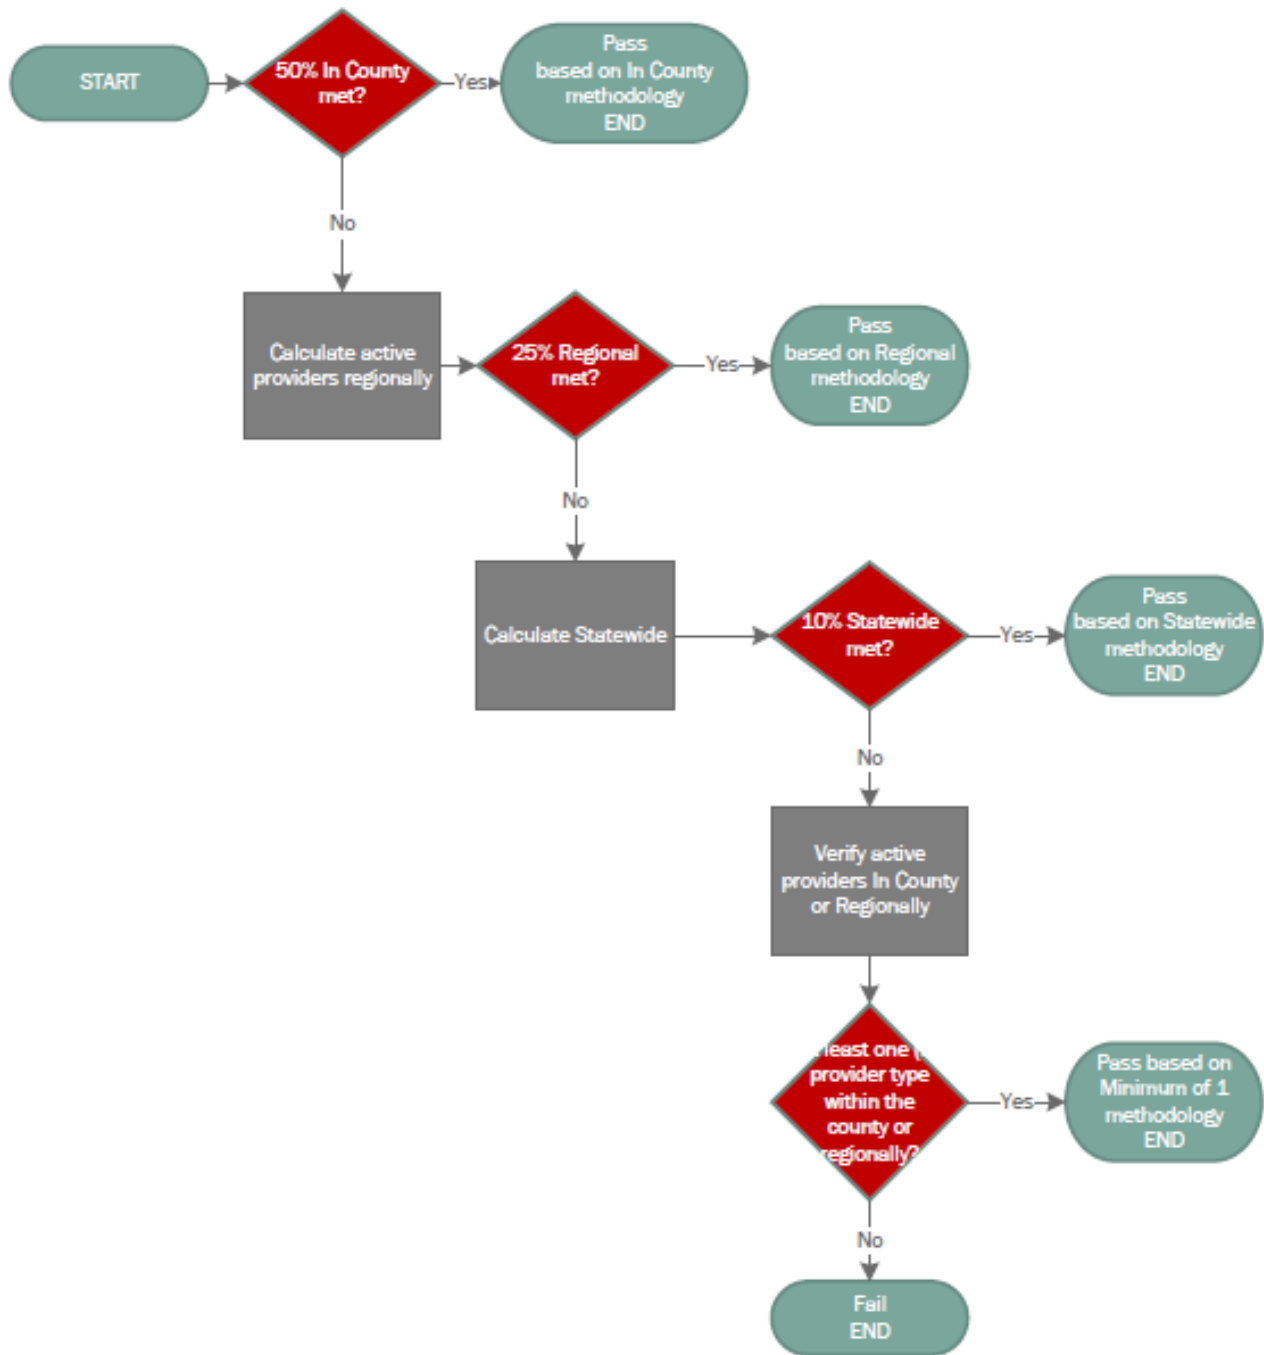 START
50% In County
met?
Yes
Pass
based on In County
methodology
END
No
Calculate active
providers regionally
25% Regional
met?
Yes
Pass
based on Regional
methodology
END
No
Calculate Statewide
10% Statewide
met?
Yes
Pass
based on Statewide
methodology
END
No
Verify active
providers In County
or Regionally
least one
provider type
within the
county or
regionally?
Yes
Pass based on
Minimum of 1
methodology
END
No
Fail
END